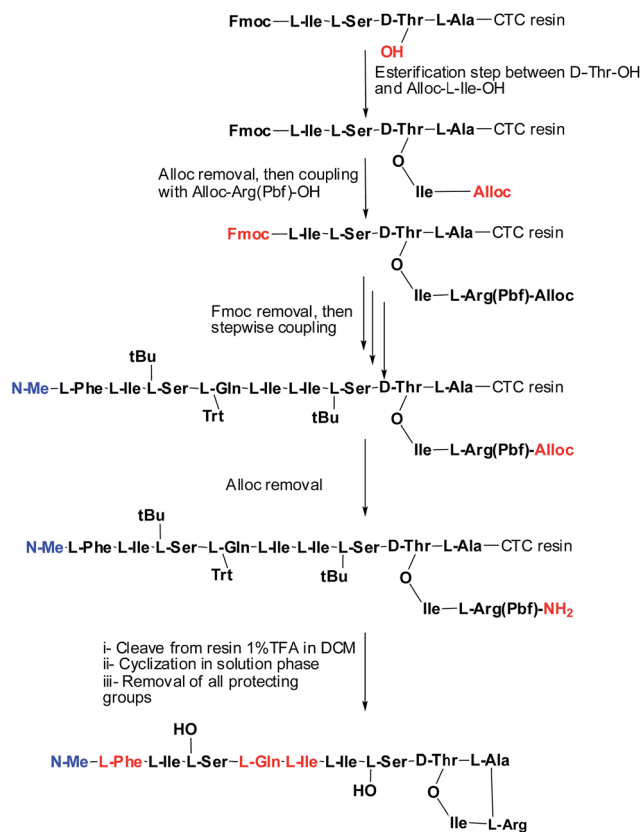 Fmoc—L-Ile-L-Ser-D-Thr-L-Ala—CTC resin
OH
Esterification step between D-Thr-OH
and Alloc-L-Ile-OH
Fmoc—L-Ile-L-Ser-D-Thr-L-Ala—CTC resin
O
Ile—Alloc
Alloc removal, then coupling
with Alloc-Arg(Pbf)-OH
Fmoc—L-Ile-L-Ser-D-Thr-L-Ala—CTC resin
O
Ile—L-Arg(Pbf)-Alloc
Fmoc removal, then
stepwise coupling
tBu
N-Me-L-Phe-L-Ile-L-Ser-L-Gln-L-Ile-L-Ile-L-Ser-D-Thr-L-Ala—CTC resin
Trt
tBu
O
Ile—L-Arg(Pbf)-Alloc
Alloc removal
tBu
N-Me-L-Phe-L-Ile-L-Ser-L-Gln-L-Ile-L-Ile-L-Ser-D-Thr-L-Ala—CTC resin
Trt
tBu
O
Ile—L-Arg(Pbf)-NH2
i- Cleave from resin 1%TFA in DCM
ii- Cyclization in solution phase
iii- Removal of all protecting
groups
HO
N-Me-L-Phe-L-Ile-L-Ser-L-Gln-L-Ile-L-Ile-L-Ser-D-Thr-L-Ala
HO
O
Ile—L-Arg